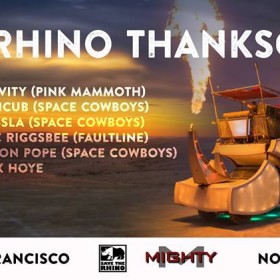 RHINO THANKSG
VITY (PINK MAMMOTH)
NCUB (SPACE COWBOYS)
SLA (SPACE COWBOYS)
RIGGSBEE (FAULTLINE)
ON POPE (SPACE COWBOYS)
K HOYE
RANCISCO
SAVE THE
RHINO
MIGHTY
NO